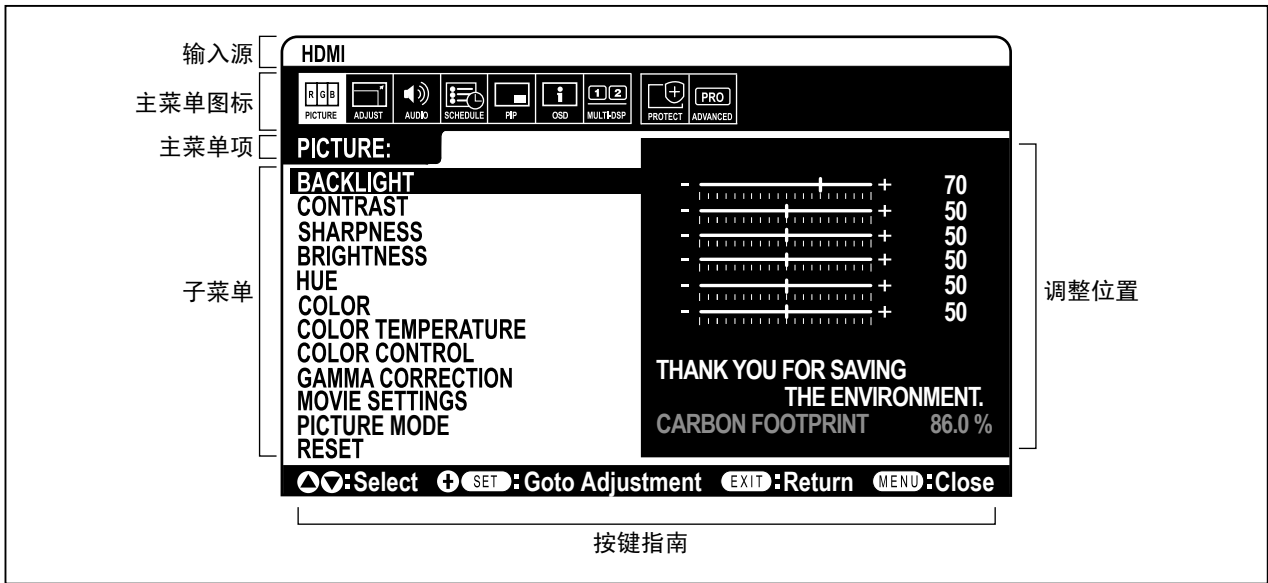 输入源
HDMI
主菜单图标
RGB
PICTURE ADJUST AUDIO SCHEDULE PIP OSD MULTI-DSP PROTECT ADVANCED
1 2
PRO
主菜单项
PICTURE:
子菜单
BACKLIGHT - + 70
CONTRAST - + 50
SHARPNESS - + 50
BRIGHTNESS - + 50
HUE - + 50
COLOR - + 50
COLOR TEMPERATURE
COLOR CONTROL
GAMMA CORRECTION
MOVIE SETTINGS
PICTURE MODE
RESET
THANK YOU FOR SAVING
THE ENVIRONMENT.
CARBON FOOTPRINT 86.0 %
调整位置
:Select SET:Goto Adjustment EXIT:Return MENU:Close
按键指南